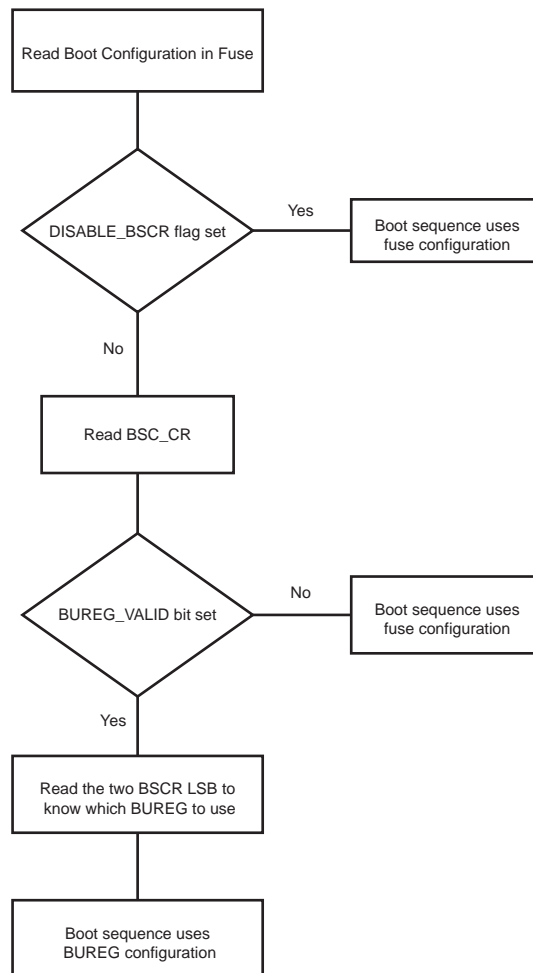 Read Boot Configuration in Fuse
DISABLE_BSCR flag set
Yes
Boot sequence uses
fuse configuration
No
Read BSC_CR
BUREG_VALID bit set
No
Boot sequence uses
fuse configuration
Yes
Read the two BSCR LSB to
know which BUREG to use
Boot sequence uses
BUREG configuration